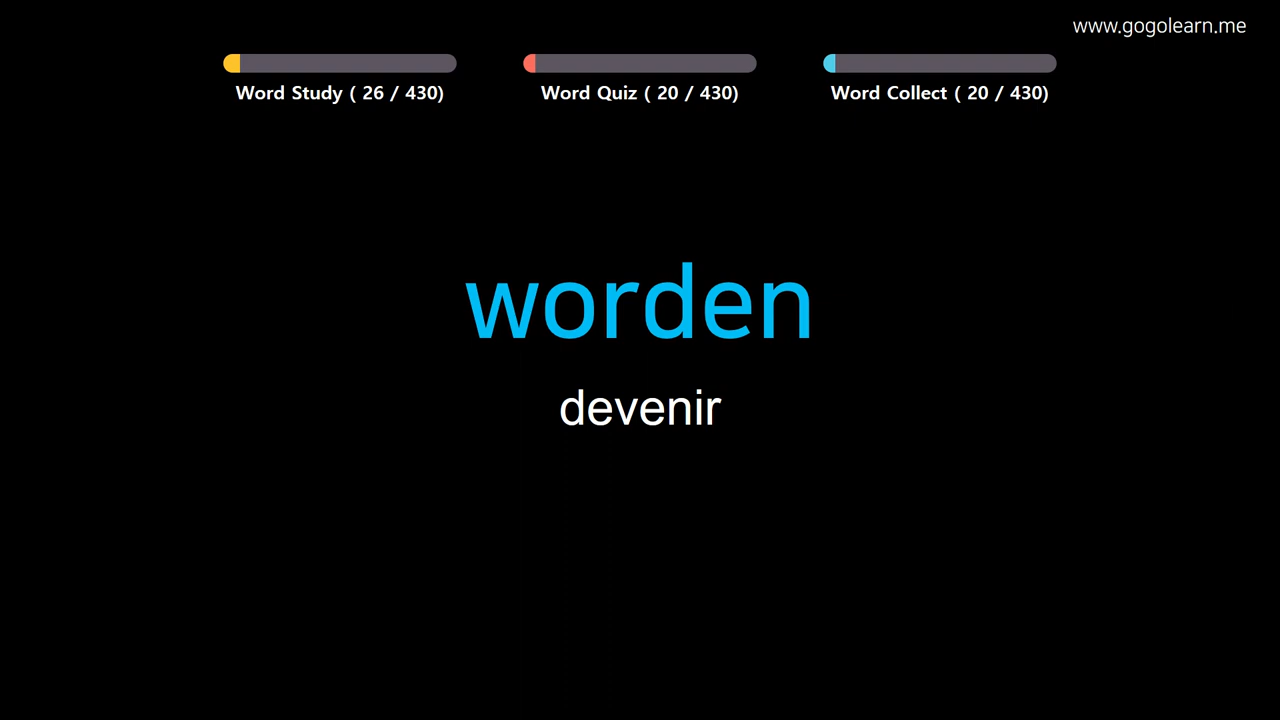 www.gogolearn.me
Word Study ( 26 / 430)
Word Quiz ( 20 / 430)
Word Collect ( 20 / 430)
worden
devenir